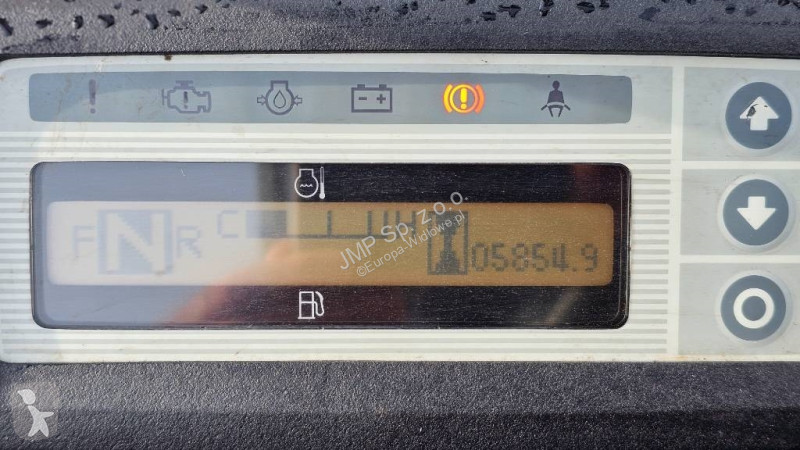 F N R C H 05854.9
JMP Sp. z o.o.
©Europa-Widlowe.pl